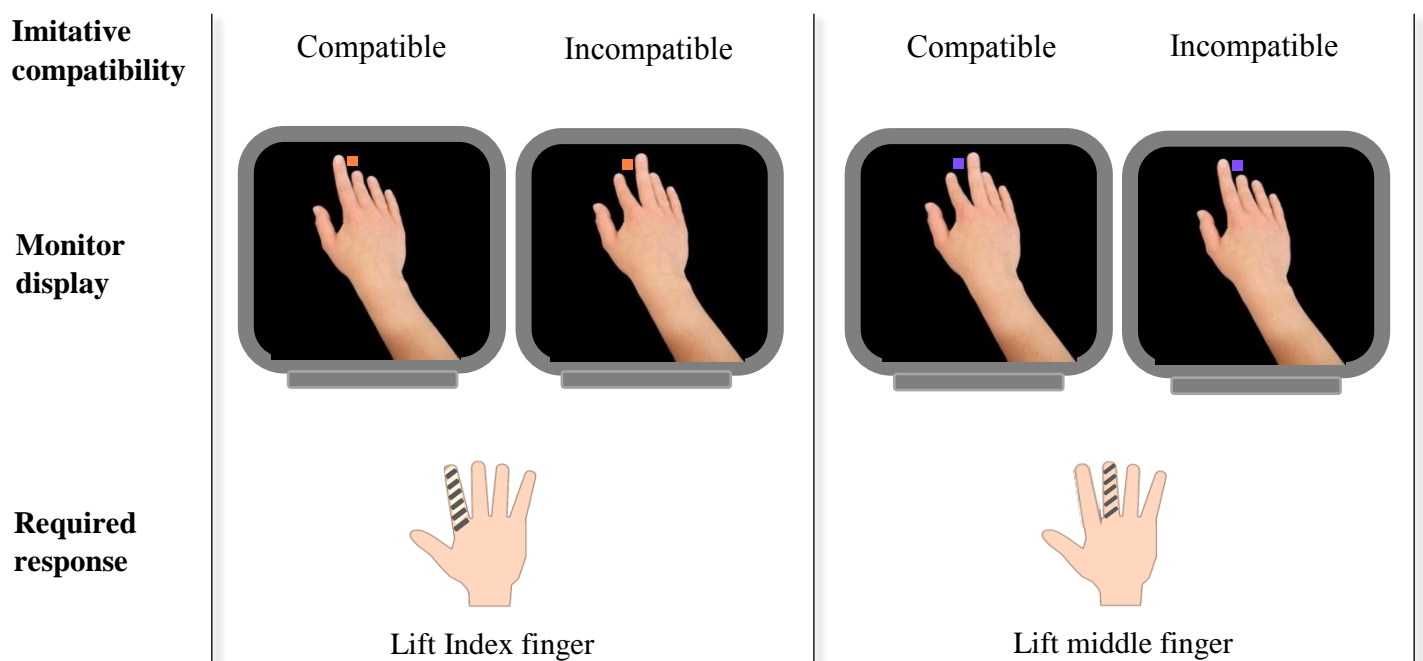 Imitative
compatibility
Compatible
Incompatible
Compatible
Incompatible
Monitor
display
Required
response
Lift Index finger
Lift middle finger